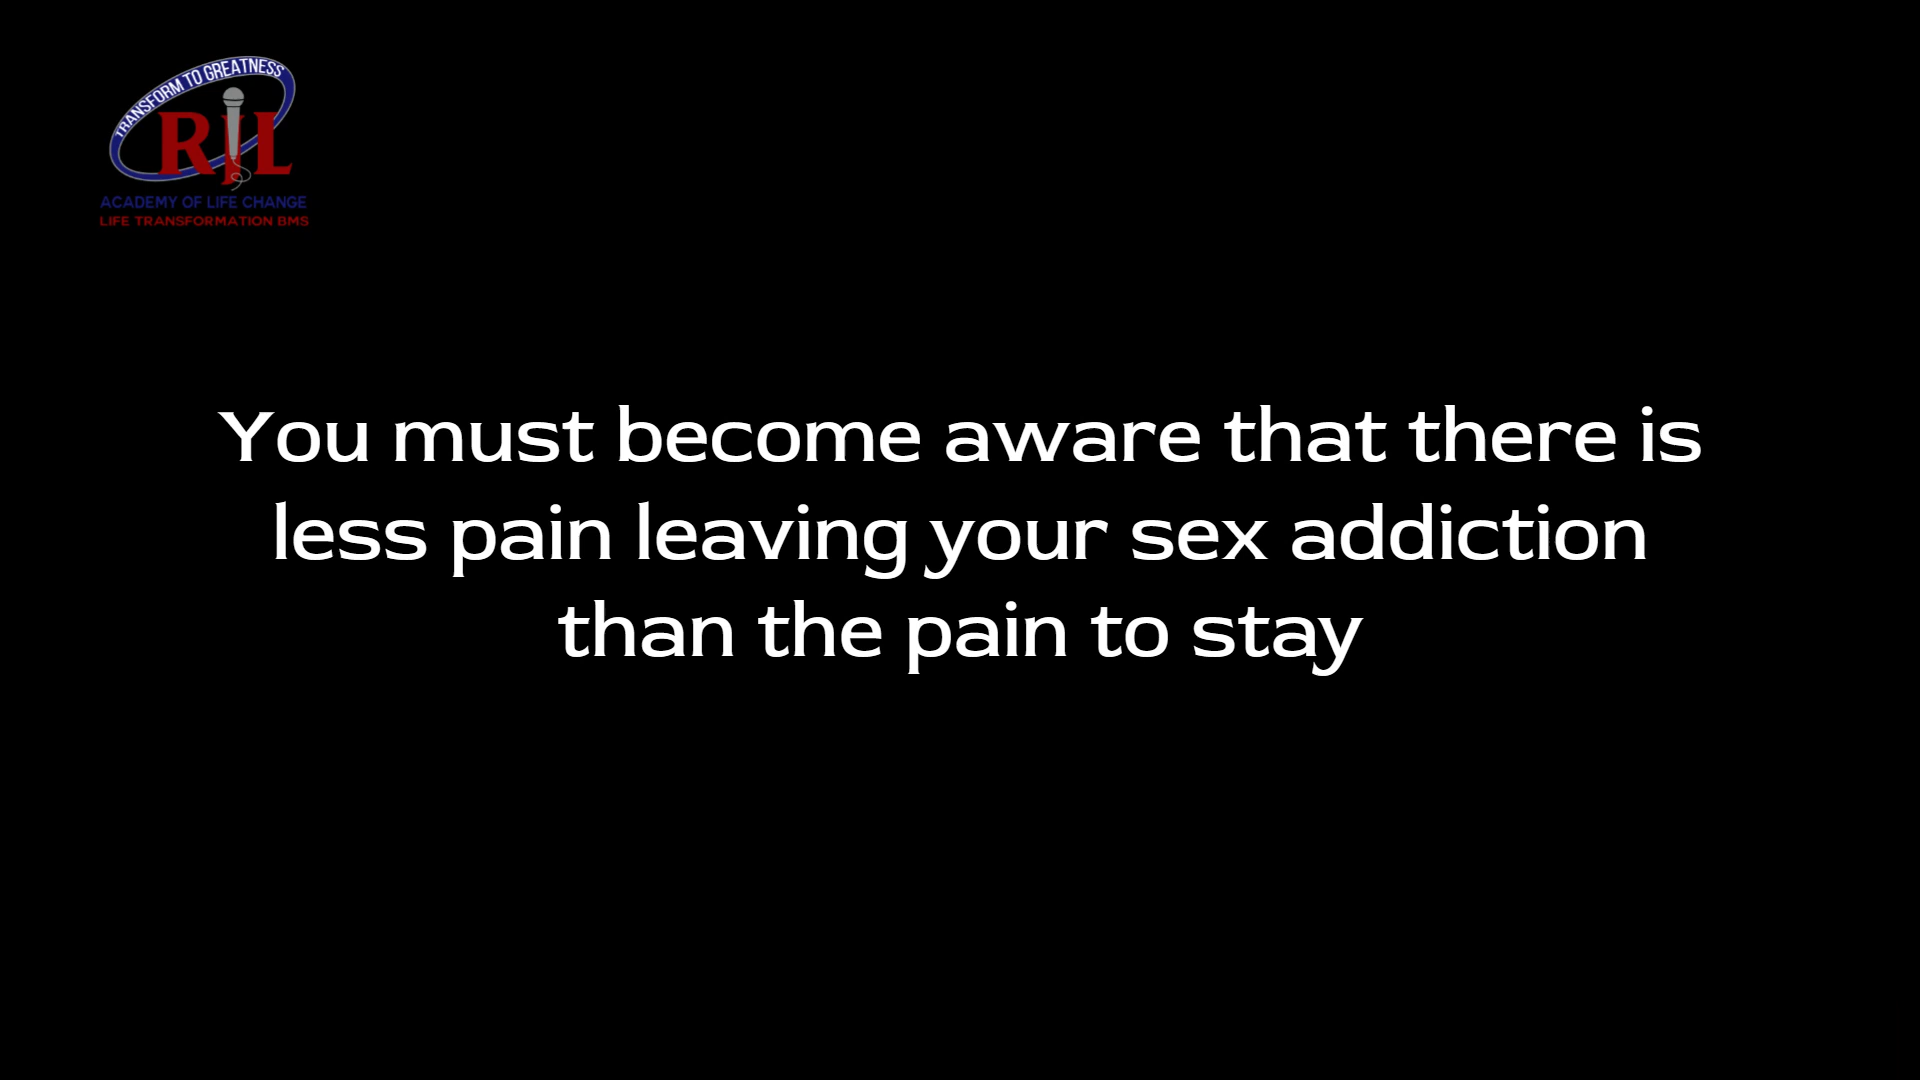 TRANSFORM TO GREATNESS
RJL
ACADEMY OF LIFE CHANGE
LIFE TRANSFORMATION BMS
You must become aware that there is
less pain leaving your sex addiction
than the pain to stay